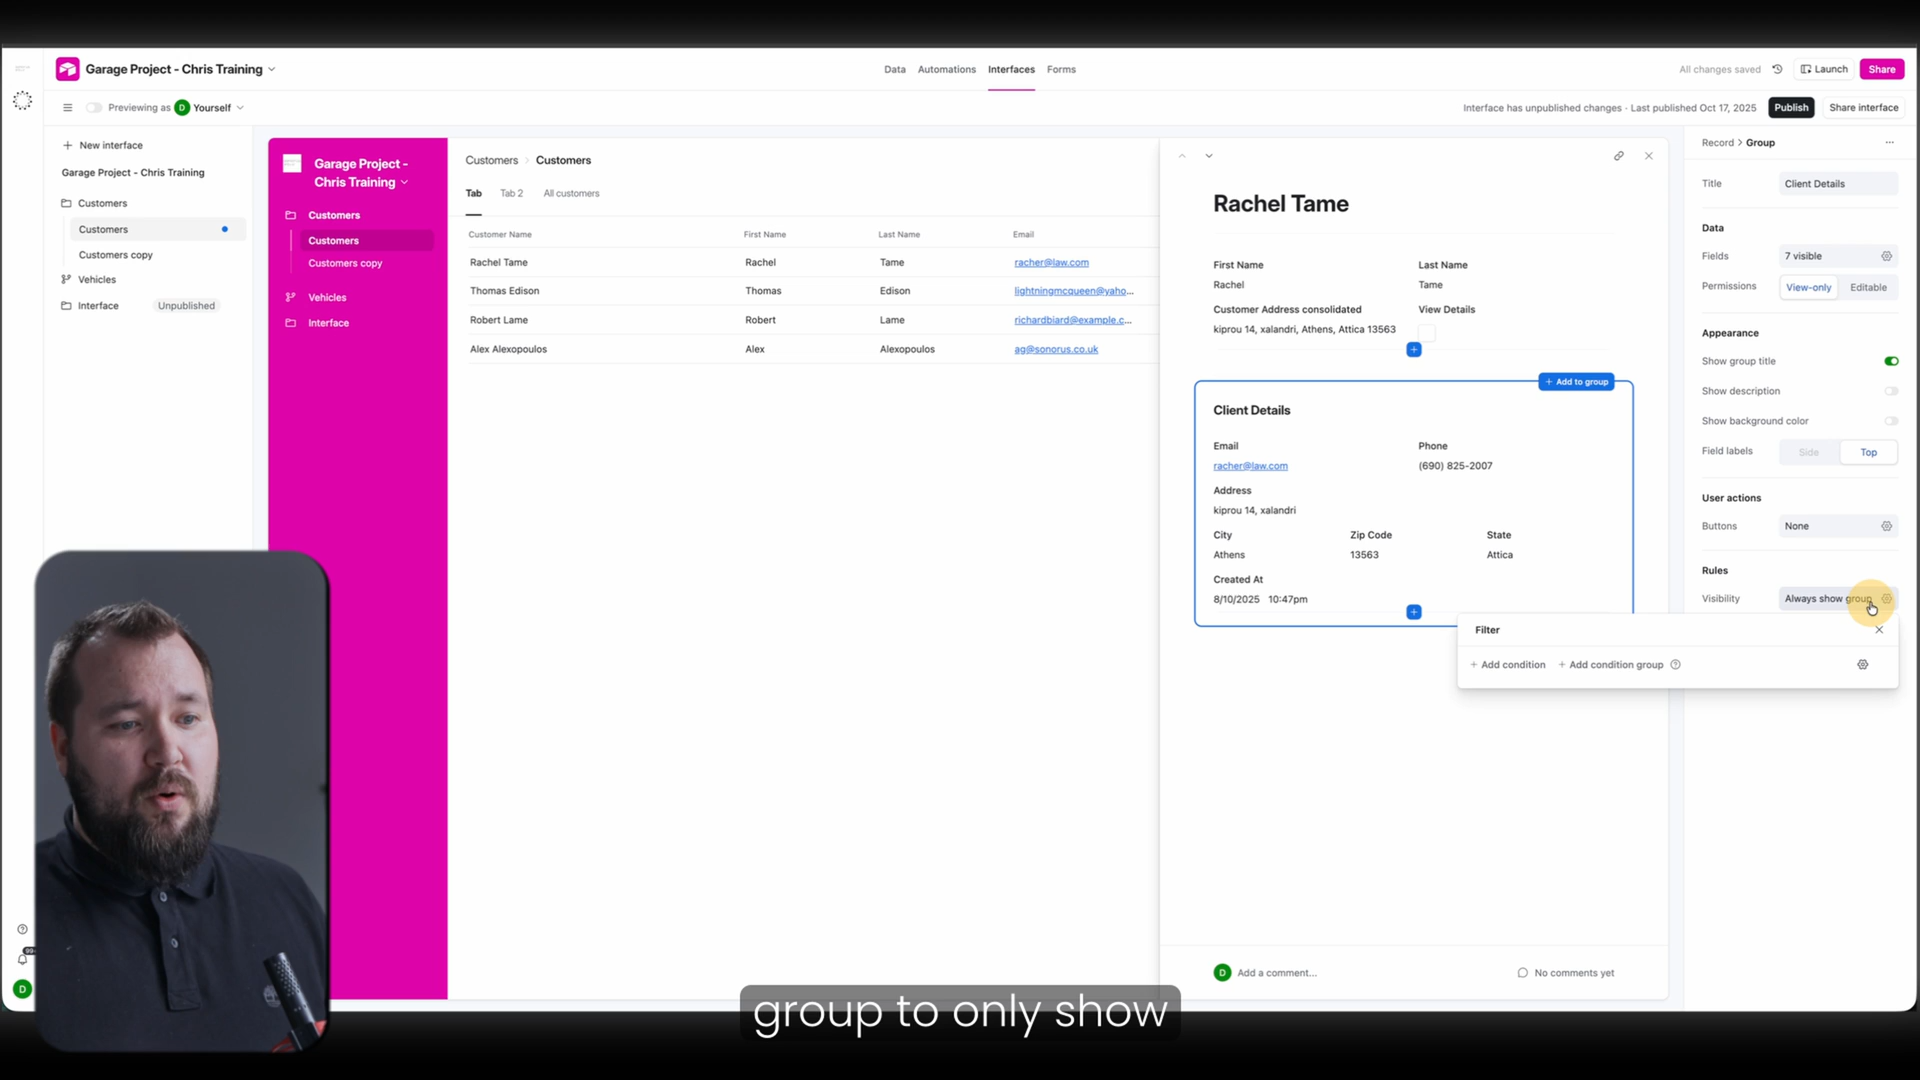 Garage Project - Chris Training
Data Automations Interfaces Forms
All changes saved Launch Share
Previewing as D Yourself
Interface has unpublished changes · Last published Oct 17, 2025 Publish Share interface
New interface
Garage Project - Chris Training
Customers
Customers
Customers copy
Vehicles
Interface Unpublished
Garage Project -
Chris Training
Customers
Customers
Customers copy
Vehicles
Interface
Customers > Customers
Tab Tab 2 All customers
Customer Name First Name Last Name Email
Rachel Tame Rachel Tame racher@law.com
Thomas Edison Thomas Edison lightningmcqueen@yaho...
Robert Lame Robert Lame richardbiard@example.c...
Alex Alexopoulos Alex Alexopoulos ag@sonorus.co.uk
Rachel Tame
First Name Last Name
Rachel Tame
Customer Address consolidated View Details
kiprou 14, xalandri, Athens, Attica 13563
+ Add to group
Client Details
Email Phone
racher@law.com (690) 825-2007
Address
kiprou 14, xalandri
City Zip Code State
Athens 13563 Attica
Created At
8/10/2025 10:47pm
D Add a comment... No comments yet
Record > Group
Title Client Details
Data
Fields 7 visible
Permissions View-only Editable
Appearance
Show group title
Show description
Show background color
Field labels Side Top
User actions
Buttons None
Rules
Visibility Always show group
Filter
+ Add condition + Add condition group
D
group to only show